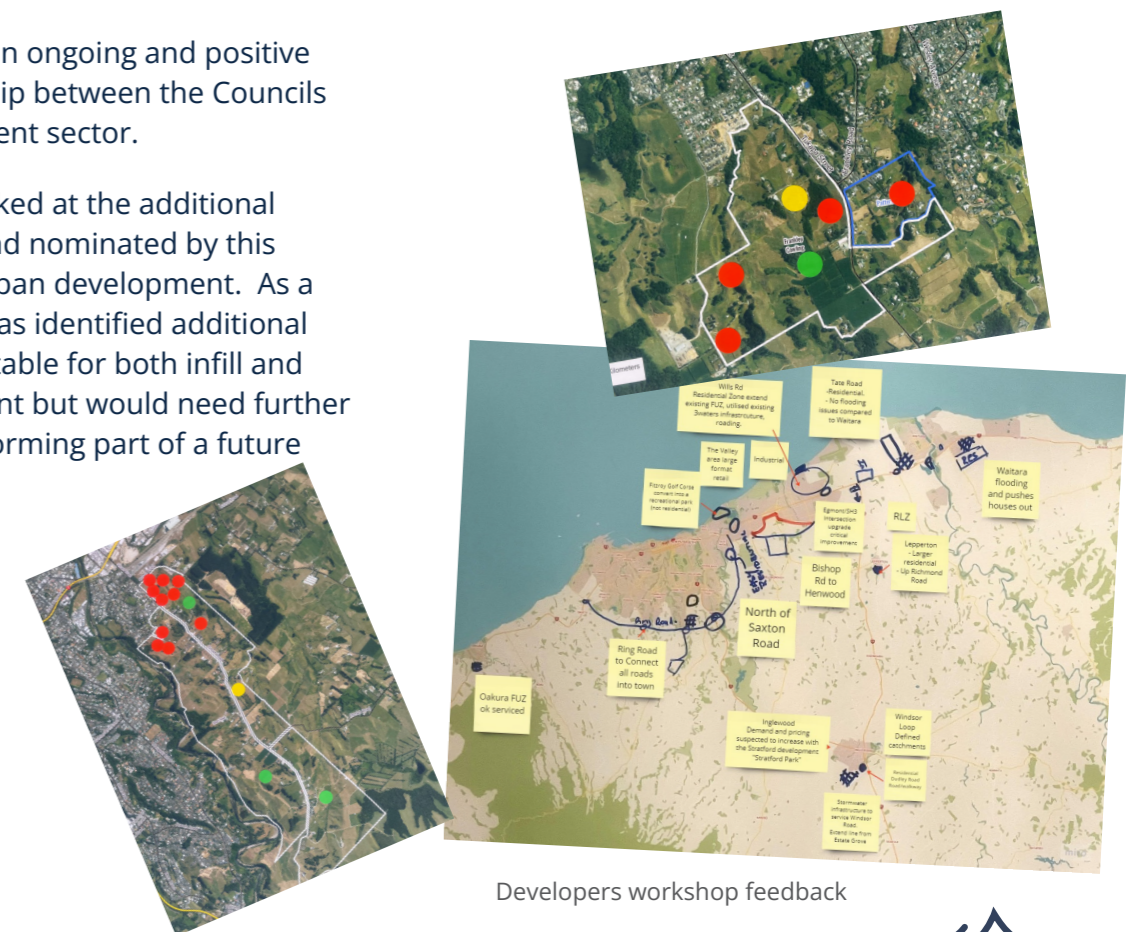 n ongoing and positive
ip between the Councils
ent sector.
ked at the additional
nd nominated by this
ban development. As a
as identified additional
table for both infill and
nt but would need further
orming part of a future
Wills Rd
Residential Zone extend
existing FUZ, utilised existing
3waters infrastrcuture,
roading.
Tate Road
-Residential.
- No flooding
issues compared
to Waitara
The Valley
area large
format
retail
Industrial
Fitzroy Golf Corse
convert into a
recreational park
(not residential)
Waitara
flooding
and pushes
houses out
Egmont/SH3
Intersection
upgrade
critical
improvement
RLZ
Lepperton
- Larger
residential
- Up Richmond
Road
Bishop
Rd to
Henwood
North of
Saxton
Road
Ring Road
to Connect
all roads
into town
Oakura FUZ
ok serviced
Inglewood
Demand and pricing
suspected to increase with
the Stratford development
"Stratford Park"
Windsor
Loop
Defined
catchments
Residential
Dudley Road
Stormwater
infrastructure to
service Windsor
Road.
Extend line from
Estate Grove
Developers workshop feedback